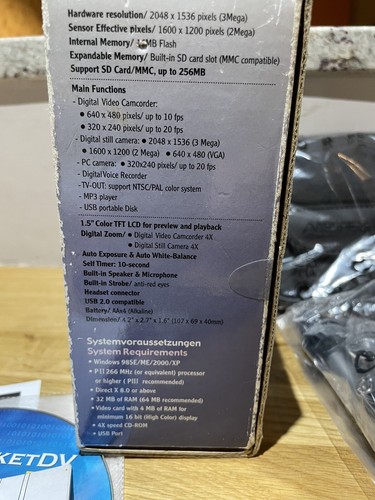 Hardware resolution/ 2048 x 1536 pixels (3Mega)
Sensor Effective pixels/ 1600 x 1200 pixels (2Mega)
Internal Memory/ MB Flash
Expandable Memory/ Built-in SD card slot (MMC compatible)
Support SD Card/MMC, up to 256MB
Main Functions
- Digital Video Camcorder:
● 640 x 480 pixels/ up to 10 fps
● 320 x 240 pixels/ up to 20 fps
- Digital still camera: ● 2048 x 1536 (3 Mega)
● 1600 x 1200 (2 Mega) ● 640 x 480 (VGA)
- PC camera: ● 320x240 pixels/ up to 20 fps
- Digital Voice Recorder
- TV-OUT: support NTSC/PAL color system
- MP3 player
- USB portable Disk
1.5" Color TFT LCD for preview and playback
Digital Zoom/ ● Digital Video Camcorder 4X
● Digital Still Camera 4X
Auto Exposure & Auto White-Balance
Self Timer: 10-second
Built-in Speaker & Microphone
Built-in Strobe/ anti-red eyes
Headset connector
USB 2.0 compatible
Battery/ AAx4 (Alkaline)
Dimension/ 4.2" x 2.7" x 1.6" (107 x 69 x 40mm)
Systemvoraussetzungen
System Requirements
● Windows 98SE/ME/2000/XP
● PII 266 MHz (or equivalent) processor
or higher ( PIII recommended)
● Direct X 8.0 or above
● 32 MB of RAM (64 MB recommended)
● Video card with 4 MB of RAM for
minimum 16 bit (High Color) display
● 4X speed CD-ROM
● USB Port
KETDV